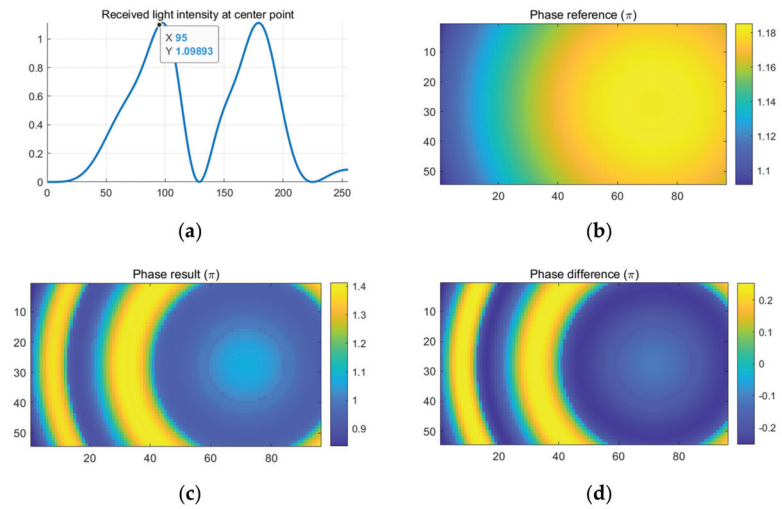 Received light intensity at center point
X 95
Y 1.09893
1
0.8
0.6
0.4
0.2
0
0 50 100 150 200 250
(a)
Phase reference (π)
10
20
30
40
50
20 40 60 80
1.18
1.16
1.14
1.12
1.1
(b)
Phase result (π)
10
20
30
40
50
20 40 60 80
1.4
1.3
1.2
1.1
1
0.9
(c)
Phase difference (π)
10
20
30
40
50
20 40 60 80
0.2
0.1
0
-0.1
-0.2
(d)